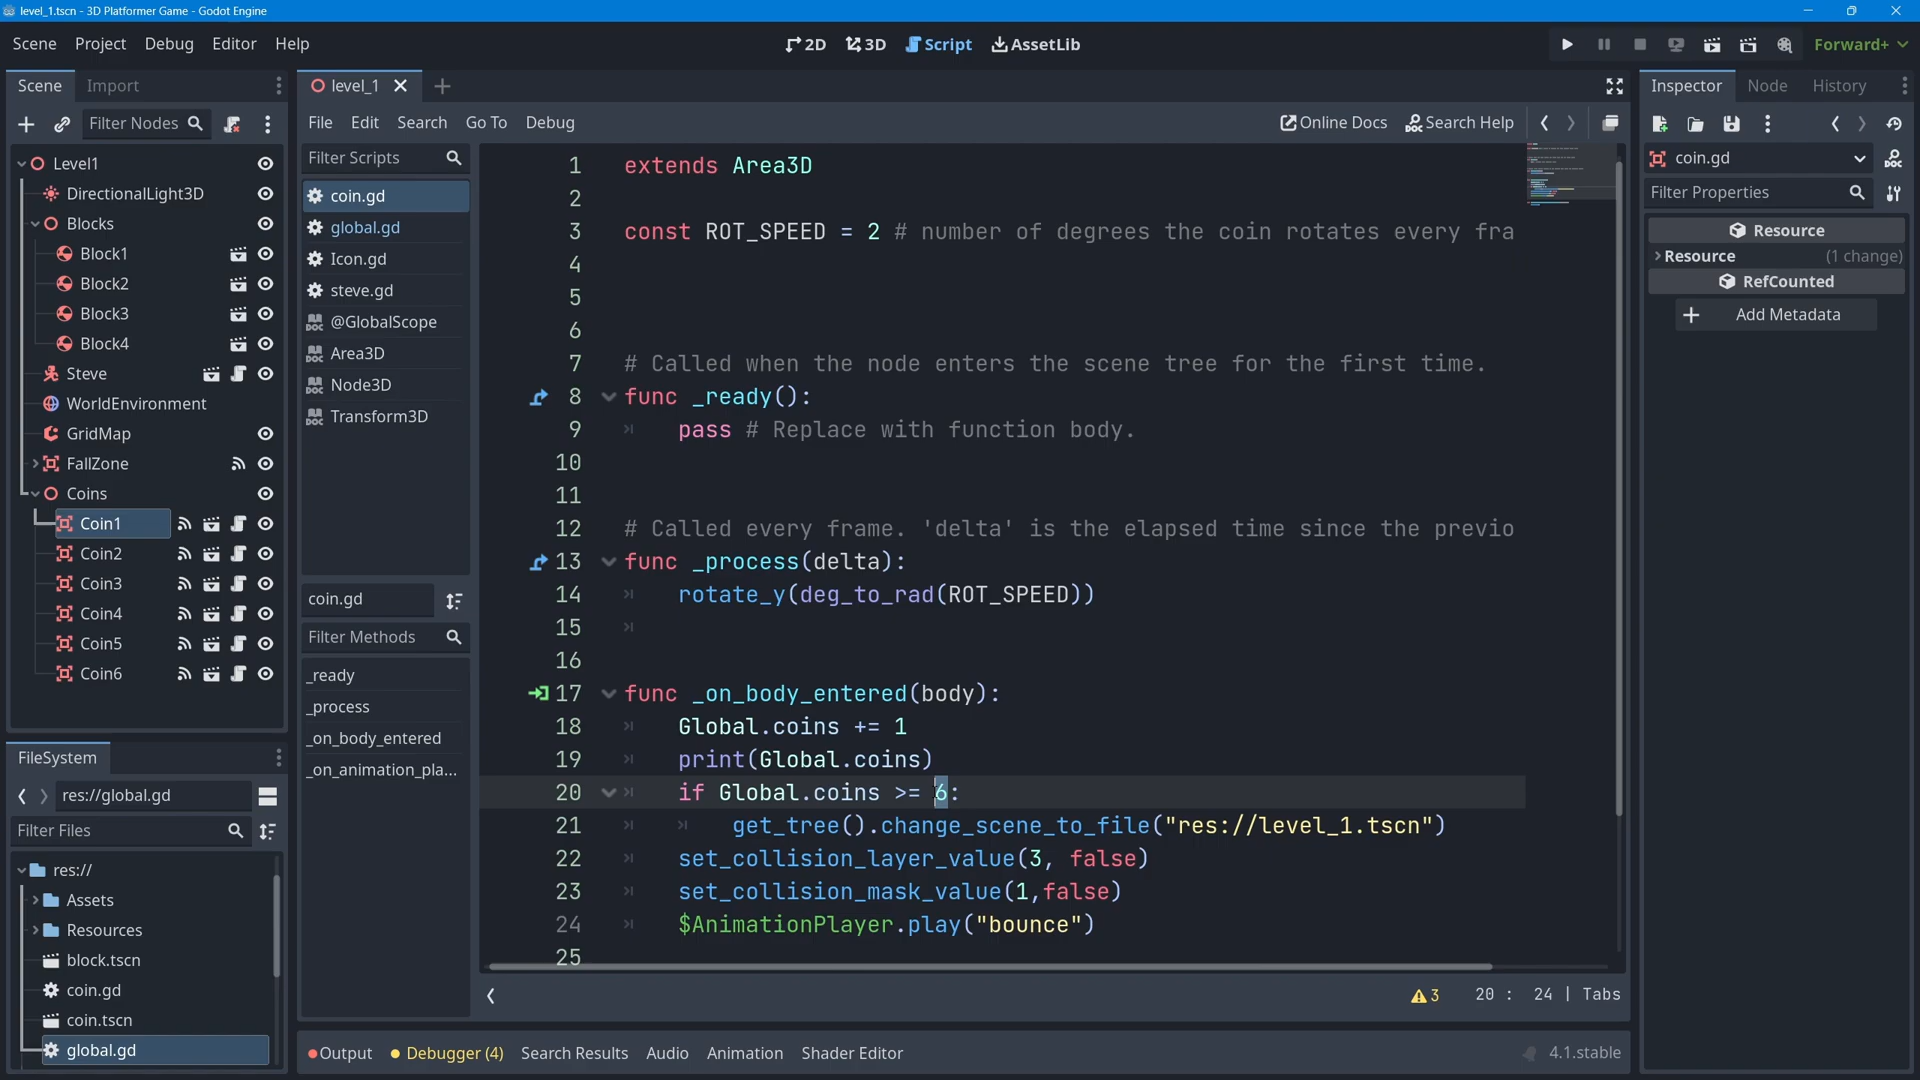 level_1.tscn - 3D Platformer Game - Godot Engine
Scene Project Debug Editor Help
2D 3D Script AssetLib
Forward+
Scene Import
Filter Nodes
Level1
DirectionalLight3D
Blocks
Block1
Block2
Block3
Block4
Steve
WorldEnvironment
GridMap
FallZone
Coins
Coin1
Coin2
Coin3
Coin4
Coin5
Coin6
FileSystem
res://global.gd
Filter Files
res://
Assets
Resources
block.tscn
coin.gd
coin.tscn
global.gd
level_1
File Edit Search Go To Debug
Online Docs Search Help
Filter Scripts
coin.gd
global.gd
Icon.gd
steve.gd
DOC @GlobalScope
DOC Area3D
DOC Node3D
DOC Transform3D
coin.gd
Filter Methods
_ready
_process
_on_body_entered
_on_animation_pla...
1 extends Area3D
2
3 const ROT_SPEED = 2 # number of degrees the coin rotates every fra
4
5
6
7 # Called when the node enters the scene tree for the first time.
8 func _ready():
9 pass # Replace with function body.
10
11
12 # Called every frame. 'delta' is the elapsed time since the previo
13 func _process(delta):
14 rotate_y(deg_to_rad(ROT_SPEED))
15
16
17 func _on_body_entered(body):
18 Global.coins += 1
19 print(Global.coins)
20 if Global.coins >= 6:
21 get_tree().change_scene_to_file("res://level_1.tscn")
22 set_collision_layer_value(3, false)
23 set_collision_mask_value(1,false)
24 $AnimationPlayer.play("bounce")
25
3 20 : 24 | Tabs
Output Debugger (4) Search Results Audio Animation Shader Editor
4.1.stable
Inspector Node History
coin.gd
Filter Properties
Resource
Resource (1 change)
RefCounted
Add Metadata